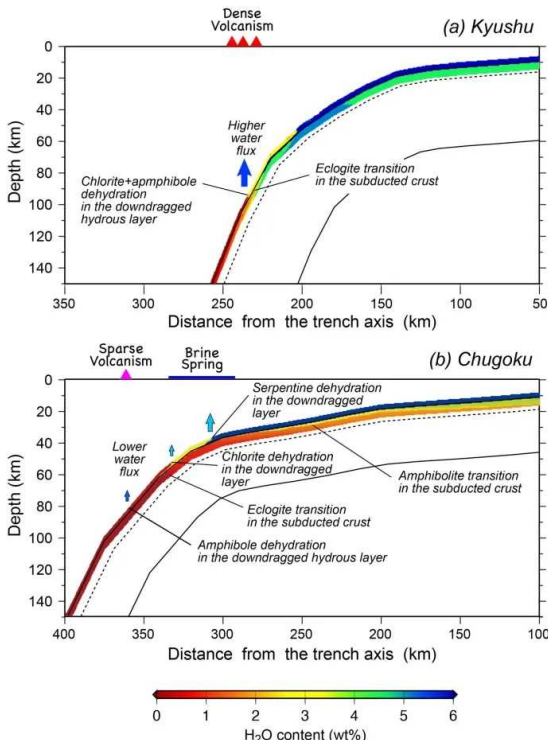 Dense
Volcanism
(a) Kyushu
0
20
40
60
80
100
120
140
Depth (km)
Higher
water
flux
Chlorite+apmphibole
dehydration
in the downdragged
hydrous layer
Eclogite transition
in the subducted crust
350 300 250 200 150 100 50
Distance from the trench axis (km)
Sparse
Volcanism
Brine
Spring
(b) Chugoku
0
20
40
60
80
100
120
140
Depth (km)
Serpentine dehydration
in the downdragged
layer
Lower
water
flux
Chlorite dehydration
in the downdragged
layer
Amphibolite transition
in the subducted crust
Eclogite transition
in the subducted crust
Amphibole dehydration
in the downdragged hydrous layer
400 350 300 250 200 150 100
Distance from the trench axis (km)
0 1 2 3 4 5 6
H₂O content (wt%)